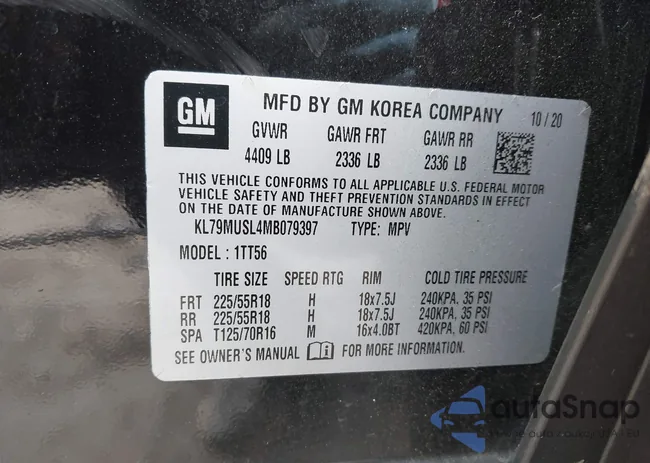 GM MFD BY GM KOREA COMPANY 10/20
GVWR GAWR FRT GAWR RR
4409 LB 2336 LB 2336 LB
THIS VEHICLE CONFORMS TO ALL APPLICABLE U.S. FEDERAL MOTOR
VEHICLE SAFETY AND THEFT PREVENTION STANDARDS IN EFFECT
ON THE DATE OF MANUFACTURE SHOWN ABOVE.
KL79MUSL4MB079397 TYPE: MPV
MODEL : 1TT56
TIRE SIZE SPEED RTG RIM COLD TIRE PRESSURE
FRT 225/55R18 H 18x7.5J 240KPA, 35 PSI
RR 225/55R18 H 18x7.5J 240KPA, 35 PSI
SPA T125/70R16 M 16x4.0BT 420KPA, 60 PSI
SEE OWNER'S MANUAL FOR MORE INFORMATION.
autoSnap